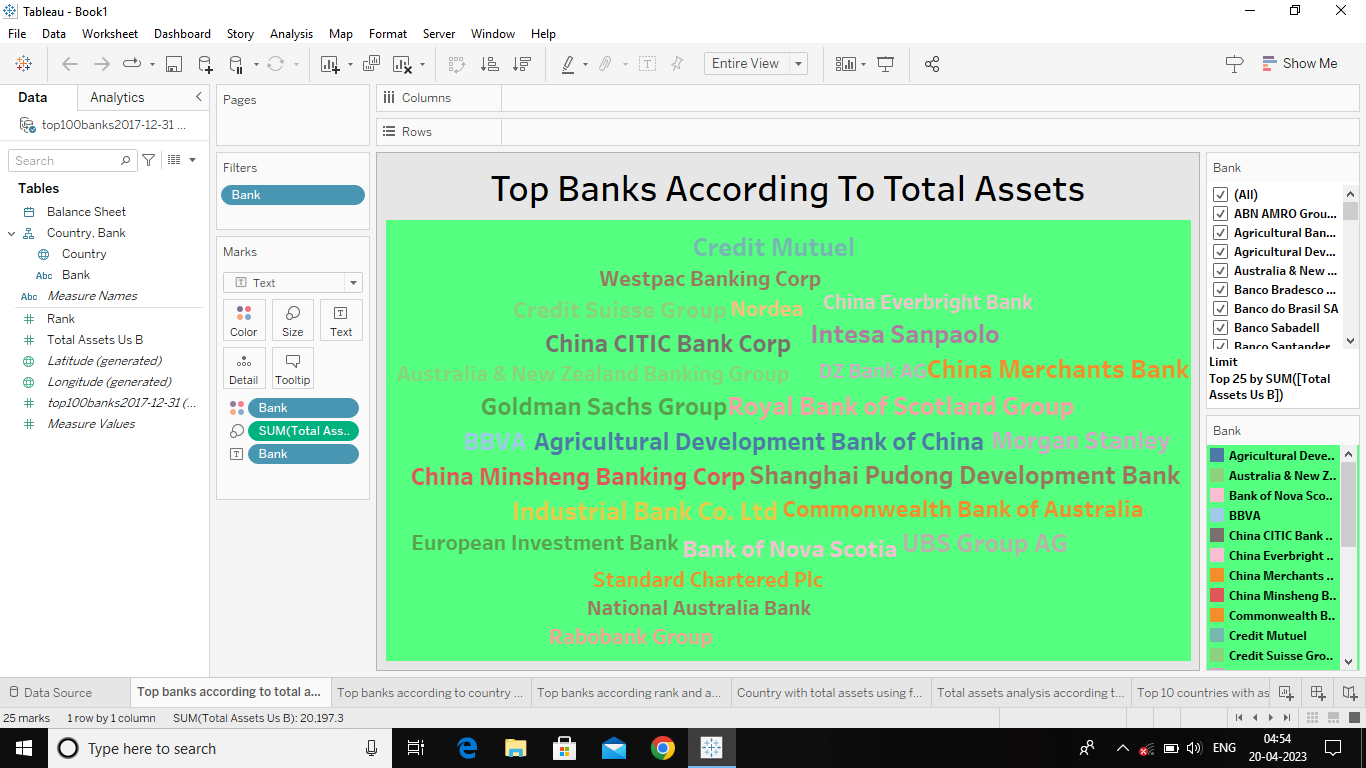 Tableau - Book1
File Data Worksheet Dashboard Story Analysis Map Format Server Window Help
Entire View
Show Me
Data Analytics
top100banks2017-12-31 ...
Search
Tables
Balance Sheet
Country, Bank
Country
Abc Bank
Abc Measure Names
# Rank
# Total Assets Us B
Latitude (generated)
Longitude (generated)
# top100banks2017-12-31 (...
# Measure Values
Pages
Filters
Bank
Marks
T Text
Color Size T Text
Detail Tooltip
Bank
SUM(Total Ass..
T Bank
Columns
Rows
Top Banks According To Total Assets
Credit Mutuel
Westpac Banking Corp
Credit Suisse Group Nordea China Everbright Bank
China CITIC Bank Corp Intesa Sanpaolo
Australia & New Zealand Banking Group DZ Bank AG China Merchants Bank
Goldman Sachs Group Royal Bank of Scotland Group
BBVA Agricultural Development Bank of China Morgan Stanley
China Minsheng Banking Corp Shanghai Pudong Development Bank
Industrial Bank Co. Ltd Commonwealth Bank of Australia
European Investment Bank Bank of Nova Scotia UBS Group AG
Standard Chartered Plc
National Australia Bank
Rabobank Group
Bank
(All)
ABN AMRO Grou...
Agricultural Ban...
Agricultural Dev...
Australia & New ...
Banco Bradesco ...
Banco do Brasil SA
Banco Sabadell
Banco Santander
Limit
Top 25 by SUM([Total
Assets Us B])
Bank
Agricultural Deve..
Australia & New Z..
Bank of Nova Sco..
BBVA
China CITIC Bank ..
China Everbright ..
China Merchants ..
China Minsheng B..
Commonwealth B..
Credit Mutuel
Credit Suisse Gro..
Data Source Top banks according to total a... Top banks according to country ... Top banks according rank and a... Country with total assets using f... Total assets analysis according t... Top 10 countries with as
25 marks 1 row by 1 column SUM(Total Assets Us B): 20,197.3
Type here to search
ENG
04:54
20-04-2023